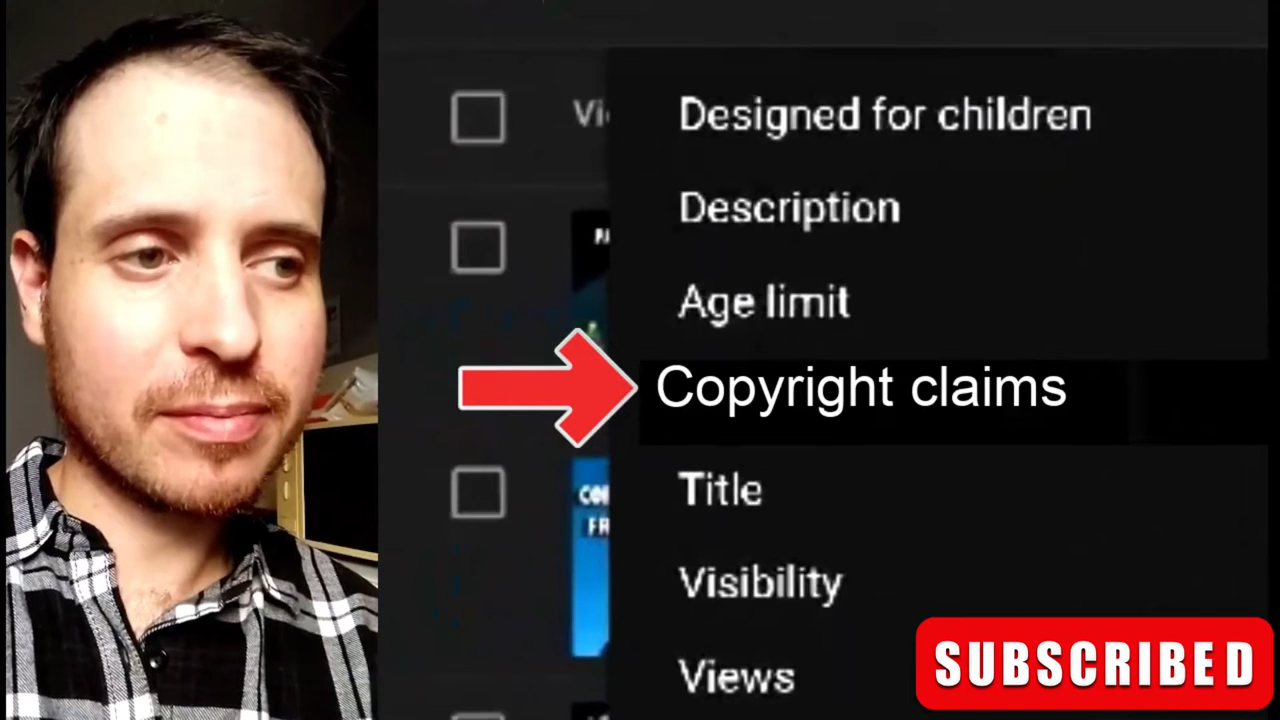 Designed for children
Description
Age limit
Copyright claims
Title
Visibility
Views
SUBSCRIBED